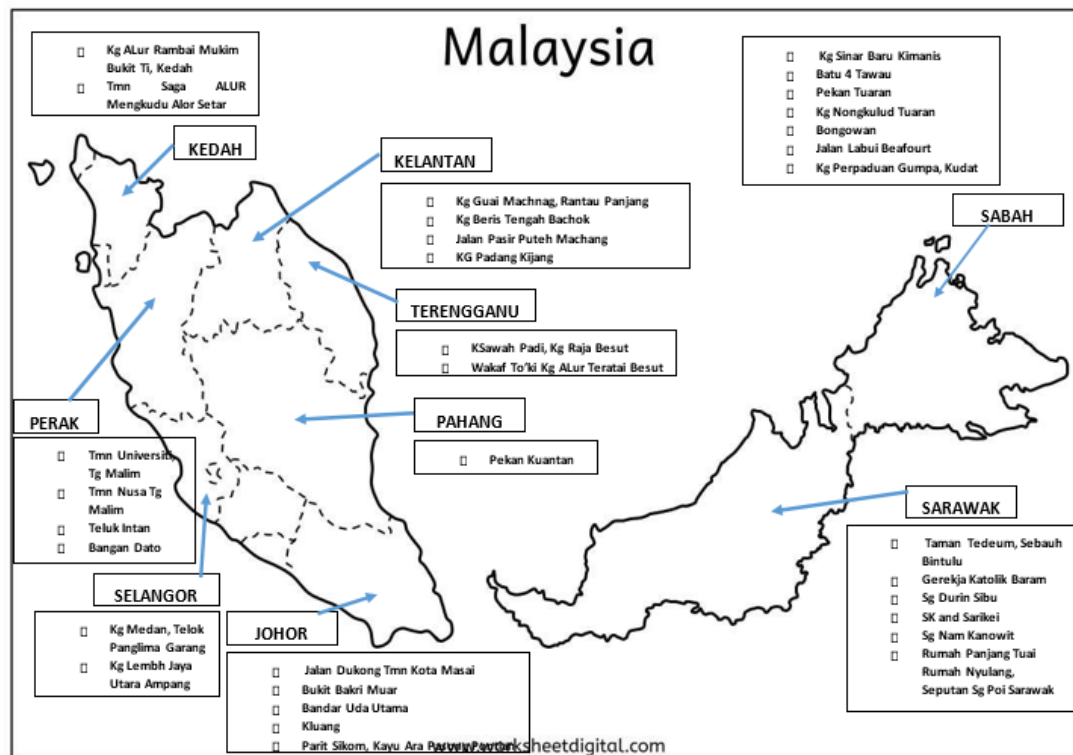 Malaysia
Kg ALur Rambai Mukim
Bukit Ti, Kedah
Tmn Saga ALUR
Mengkudu Alor Setar
KEDAH
KELANTAN
Kg Guai Machnag, Rantau Panjang
Kg Beris Tengah Bachok
Jalan Pasir Puteh Machang
KG Padang Kijang
TERENGGANU
KSawah Padi, Kg Raja Besut
Wakaf To'ki Kg ALur Teratai Besut
PERAK
Tmn Universiti,
Tg Malim
Tmn Nusa Tg
Malim
Teluk Intan
Bangan Dato
PAHANG
Pekan Kuantan
SELANGOR
Kg Medan, Telok
Panglima Garang
Kg Lembh Jaya
Utara Ampang
JOHOR
Jalan Dukong Tmn Kota Masai
Bukit Bakri Muar
Bandar Uda Utama
Kluang
Parit Sikom, Kayu Ara
Kg Sinar Baru Kimanis
Batu 4 Tawau
Pekan Tuaran
Kg Nongkulud Tuaran
Bongowan
Jalan Labui Beafourt
Kg Perpaduan Gumpa, Kudat
SABAH
SARAWAK
Taman Tedeum, Sebauh
Bintulu
Gerekja Katolik Baram
Sg Durin Sibu
SK and Sarikei
Sg Nam Kanowit
Rumah Panjang Tuai
Rumah Nyulang,
Seputan Sg Poi Sarawak
www.worksheetdigital.com